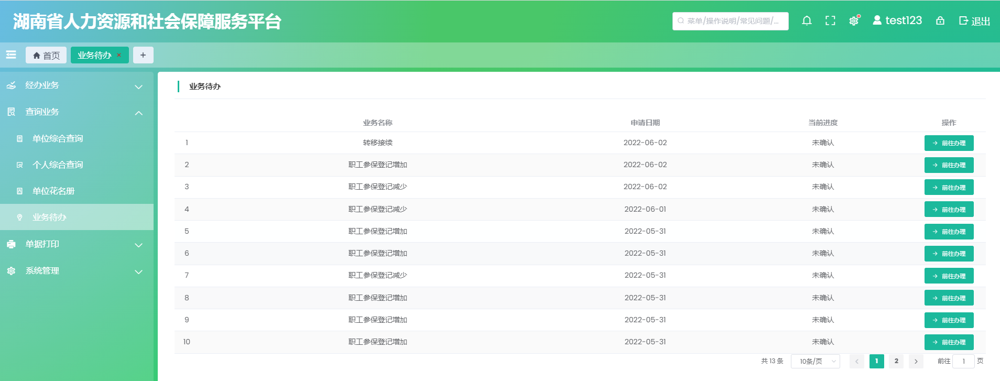 湖南省人力资源和社会保障服务平台
菜单/操作说明/常见问题/...
test123
退出
首页
业务待办 ×
+
经办业务
查询业务
单位综合查询
个人综合查询
单位花名册
业务待办
单据打印
系统管理
业务待办
业务名称 申请日期 当前进度 操作
1 转移接续 2022-06-02 未确认 → 前往办理
2 职工参保登记增加 2022-06-02 未确认 → 前往办理
3 职工参保登记减少 2022-06-02 未确认 → 前往办理
4 职工参保登记减少 2022-06-01 未确认 → 前往办理
5 职工参保登记增加 2022-05-31 未确认 → 前往办理
6 职工参保登记增加 2022-05-31 未确认 → 前往办理
7 职工参保登记减少 2022-05-31 未确认 → 前往办理
8 职工参保登记增加 2022-05-31 未确认 → 前往办理
9 职工参保登记增加 2022-05-31 未确认 → 前往办理
10 职工参保登记增加 2022-05-31 未确认 → 前往办理
共 13 条 10条/页 < 1 2 > 前往 1 页